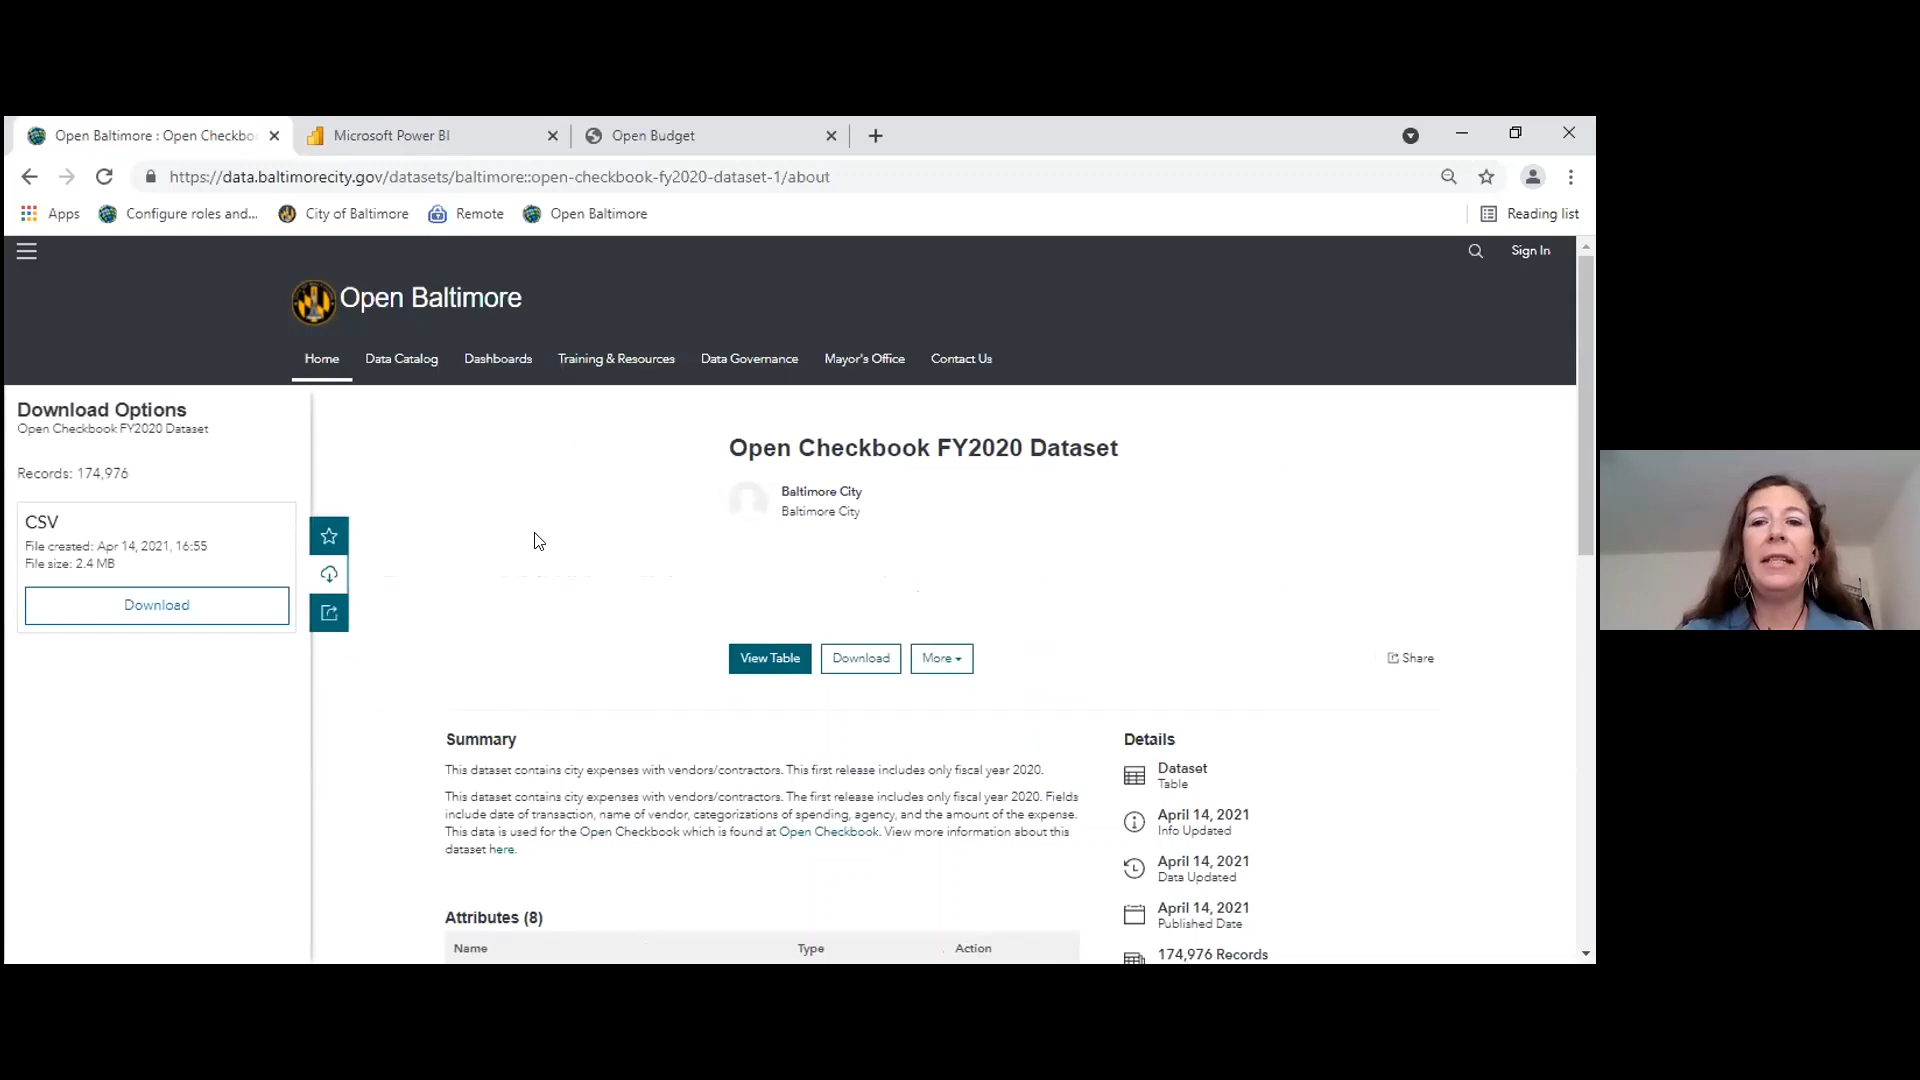 Open Baltimore : Open Checkbo
Microsoft Power BI
Open Budget
https://data.baltimorecity.gov/datasets/baltimore::open-checkbook-fy2020-dataset-1/about
Apps
Configure roles and...
City of Baltimore
Remote
Open Baltimore
Reading list
Sign In
Open Baltimore
Home
Data Catalog
Dashboards
Training & Resources
Data Governance
Mayor's Office
Contact Us
Download Options
Open Checkbook FY2020 Dataset
Records: 174,976
CSV
File created: Apr 14, 2021, 16:55
File size: 2.4 MB
Download
Open Checkbook FY2020 Dataset
Baltimore City
Baltimore City
View Table
Download
More
Share
Summary
This dataset contains city expenses with vendors/contractors. This first release includes only fiscal year 2020.
This dataset contains city expenses with vendors/contractors. The first release includes only fiscal year 2020. Fields
include date of transaction, name of vendor, categorizations of spending, agency, and the amount of the expense.
This data is used for the Open Checkbook which is found at Open Checkbook. View more information about this
dataset here.
Attributes (8)
Name
Type
Action
Details
Dataset
Table
April 14, 2021
Info Updated
April 14, 2021
Data Updated
April 14, 2021
Published Date
174,976 Records